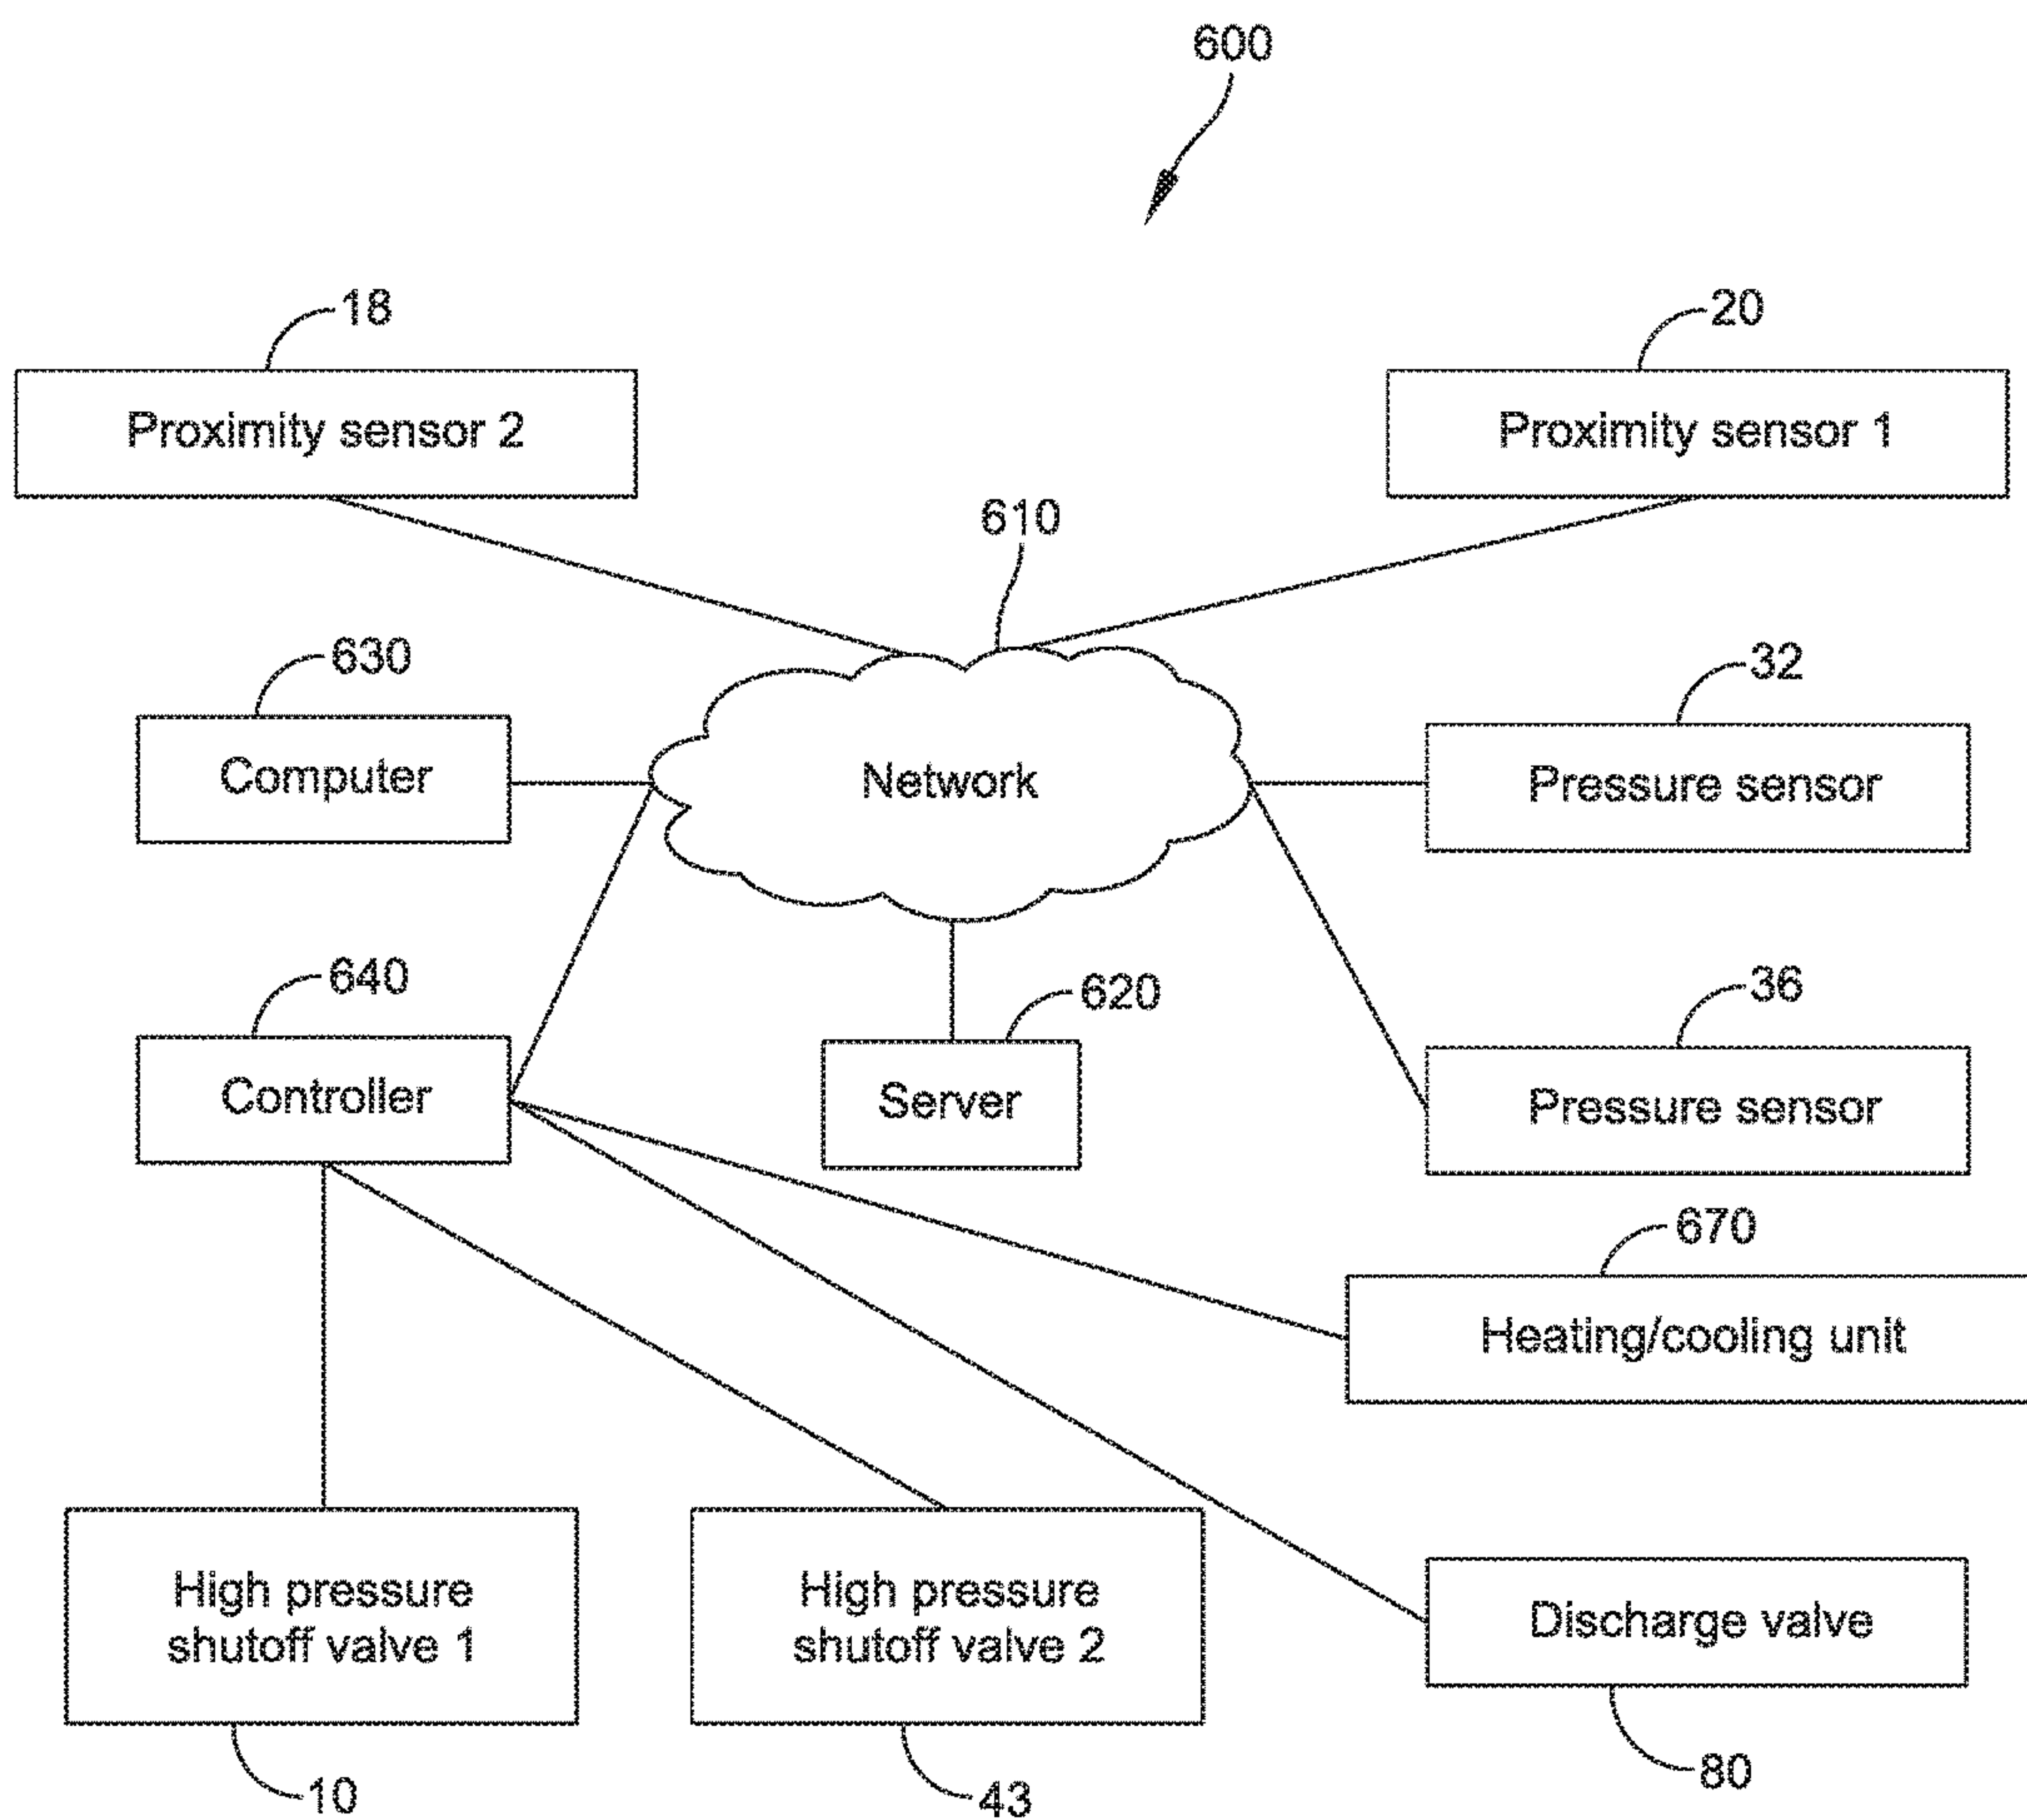 600
18
20
Proximity sensor 2
Proximity sensor 1
610
630
32
Computer
Network
Pressure sensor
640
620
36
Controller
Server
Pressure sensor
670
Heating/cooling unit
High pressure
shutoff valve 1
High pressure
shutoff valve 2
Discharge valve
10
43
80